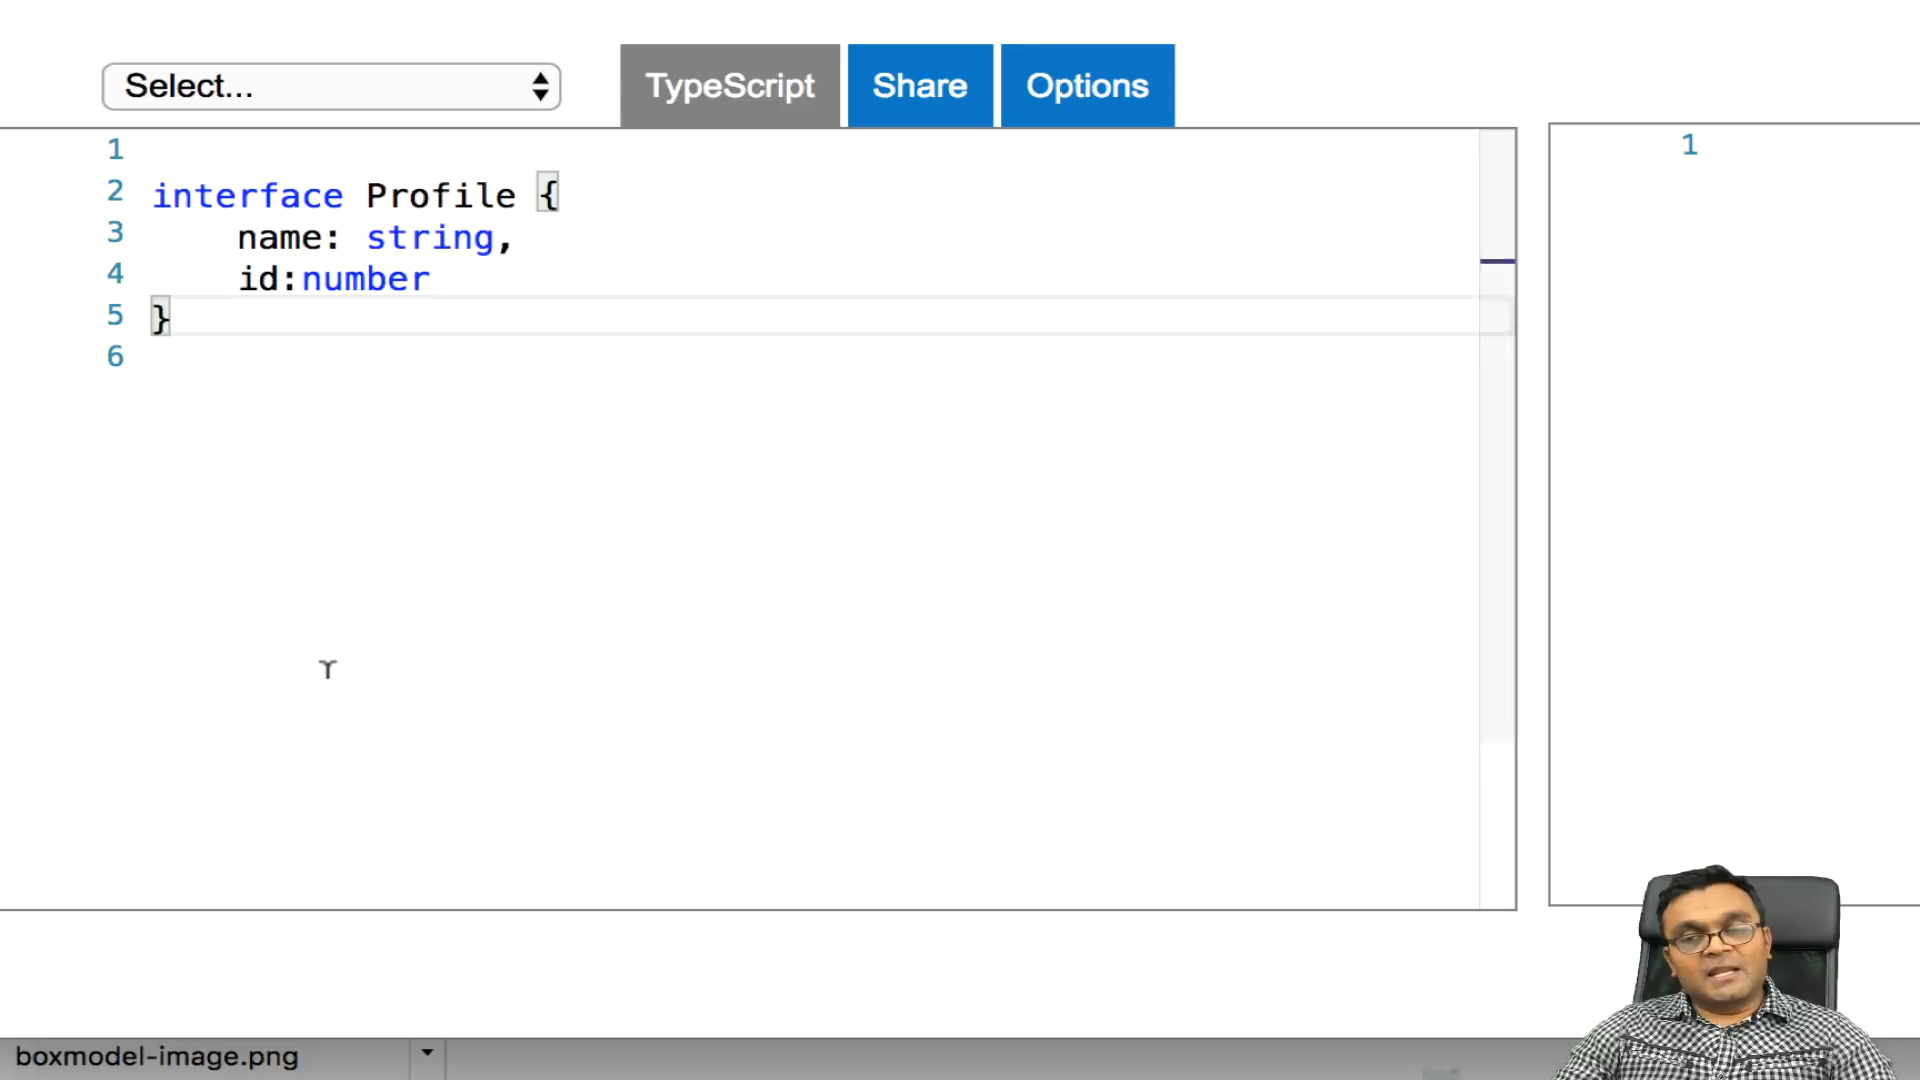 Select...
TypeScript
Share
Options
1
2 interface Profile {
3     name: string,
4     id:number
5 }
6
1
boxmodel-image.png